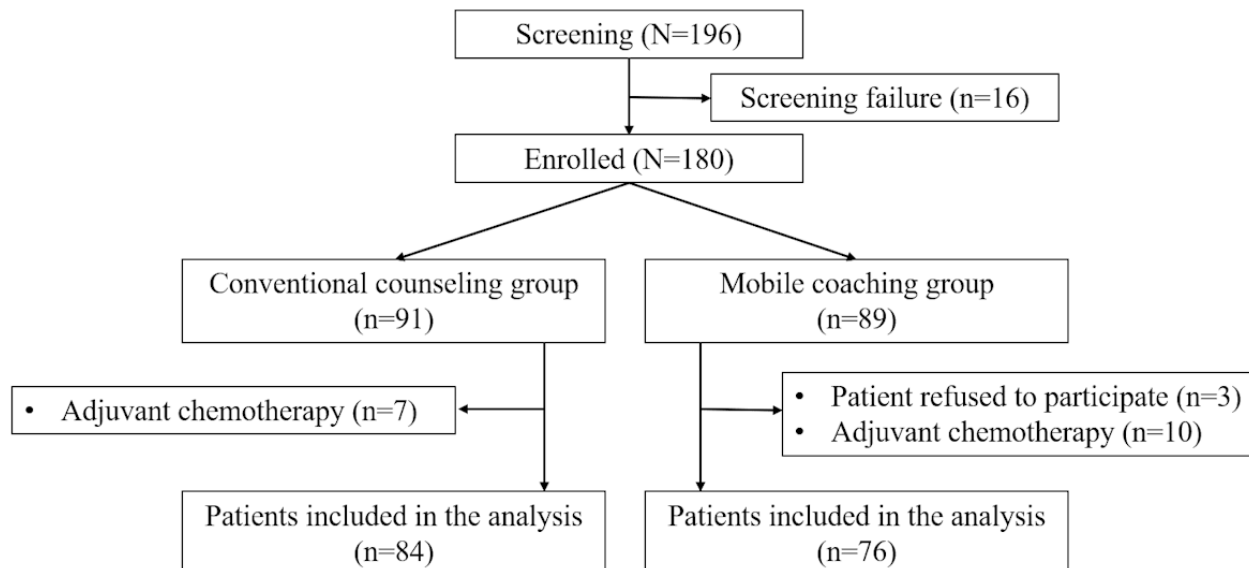 Screening (N=196)
Screening failure (n=16)
Enrolled (N=180)
Conventional counseling group
(n=91)
Mobile coaching group
(n=89)
• Adjuvant chemotherapy (n=7)
• Patient refused to participate (n=3)
• Adjuvant chemotherapy (n=10)
Patients included in the analysis
(n=84)
Patients included in the analysis
(n=76)